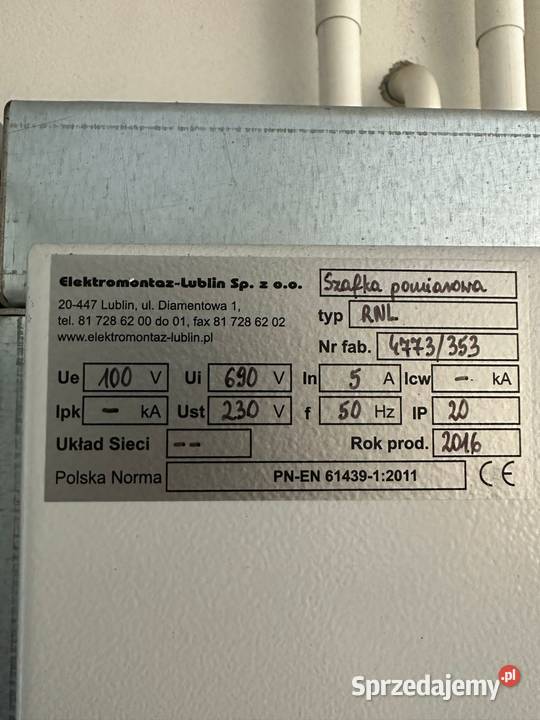 Elektromontaż-Lublin Sp. z o.o.
20-447 Lublin, ul. Diamentowa 1,
tel. 81 728 62 00 do 01, fax 81 728 62 02
www.elektromontaz-lublin.pl
Szafka pomiarowa
typ RNL
Nr fab. 4773/353
Ue 100 V Ui 690 V In 5 A Icw - kA
Ipk - kA Ust 230 V f 50 Hz IP 20
Układ Sieci -- Rok prod. 2016
Polska Norma PN-EN 61439-1:2011 CE
Sprzedajemy.pl